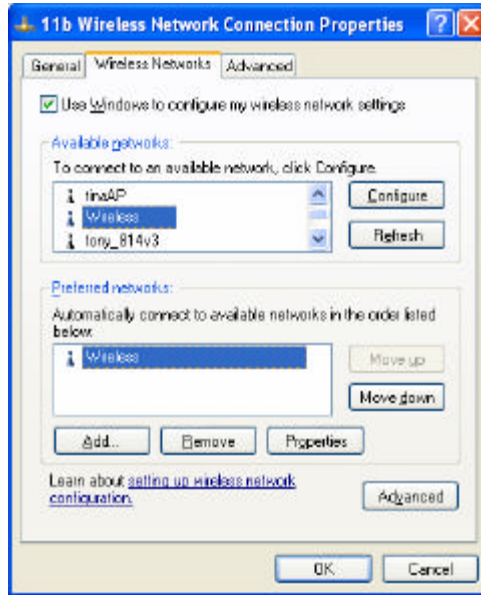 11b Wireless Network Connection Properties
General Wireless Networks Advanced
Use Windows to configure my wireless network settings
Available networks:
To connect to an available network, click Configure.
tinaAP
Wireless
tony_814v3
Configure
Refresh
Preferred networks:
Automatically connect to available networks in the order listed
below:
Wireless
Move up
Move down
Add... Remove Properties
Learn about setting up wireless network
configuration.
Advanced
OK Cancel